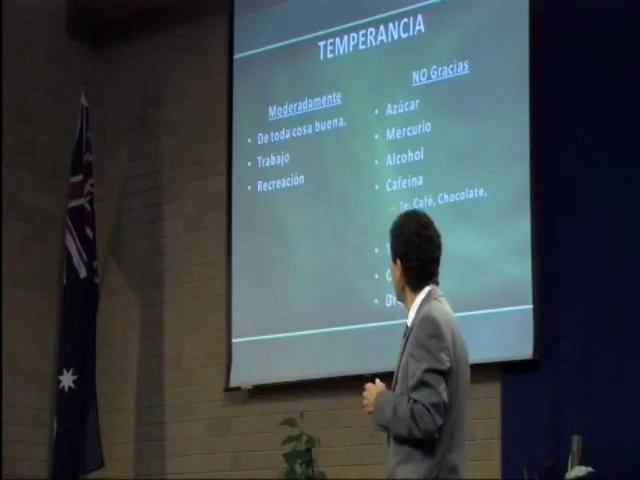 TEMPERANCIA
Moderadamente
• De toda cosa buena.
• Trabajo
• Recreación
NO Gracias
• Azúcar
• Mercurio
• Alcohol
• Cafeína
Café, Chocolate,